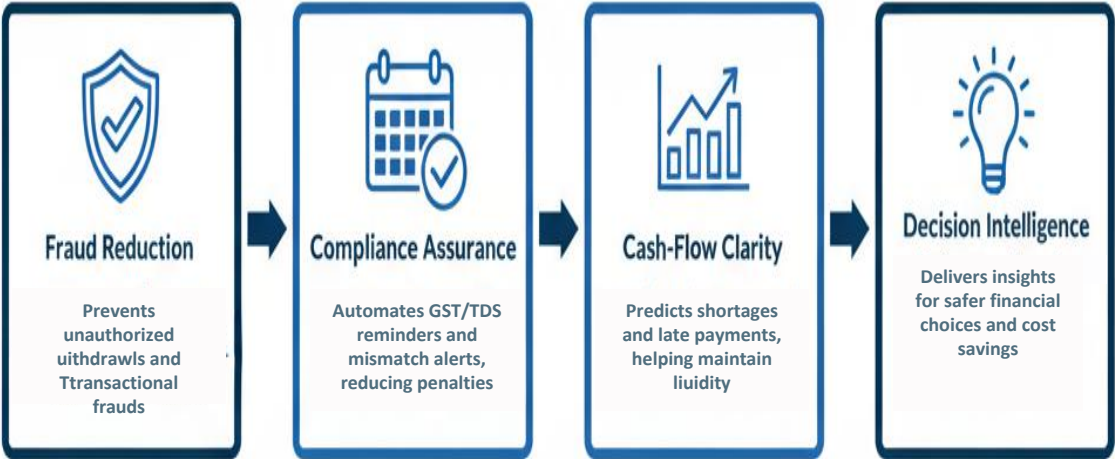 Fraud Reduction
Prevents
unauthorized
uithdrawls and
Ttransactional
frauds
Compliance Assurance
Automates GST/TDS
reminders and
mismatch alerts,
reducing penalties
Cash-Flow Clarity
Predicts shortages
and late payments,
helping maintain
liuidity
Decision Intelligence
Delivers insights
for safer financial
choices and cost
savings